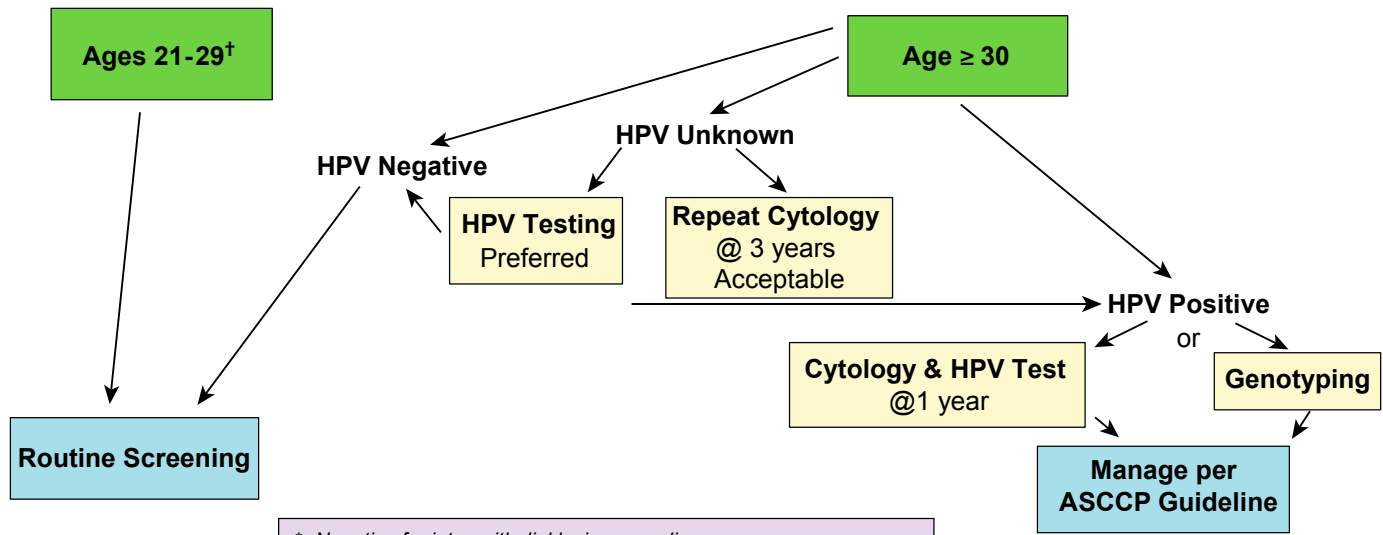 Ages 21-29†
Age ≥ 30
HPV Unknown
HPV Negative
HPV Testing
Preferred
Repeat Cytology
@ 3 years
Acceptable
HPV Positive
or
Cytology & HPV Test
@1 year
Genotyping
Routine Screening
Manage per
ASCCP Guideline